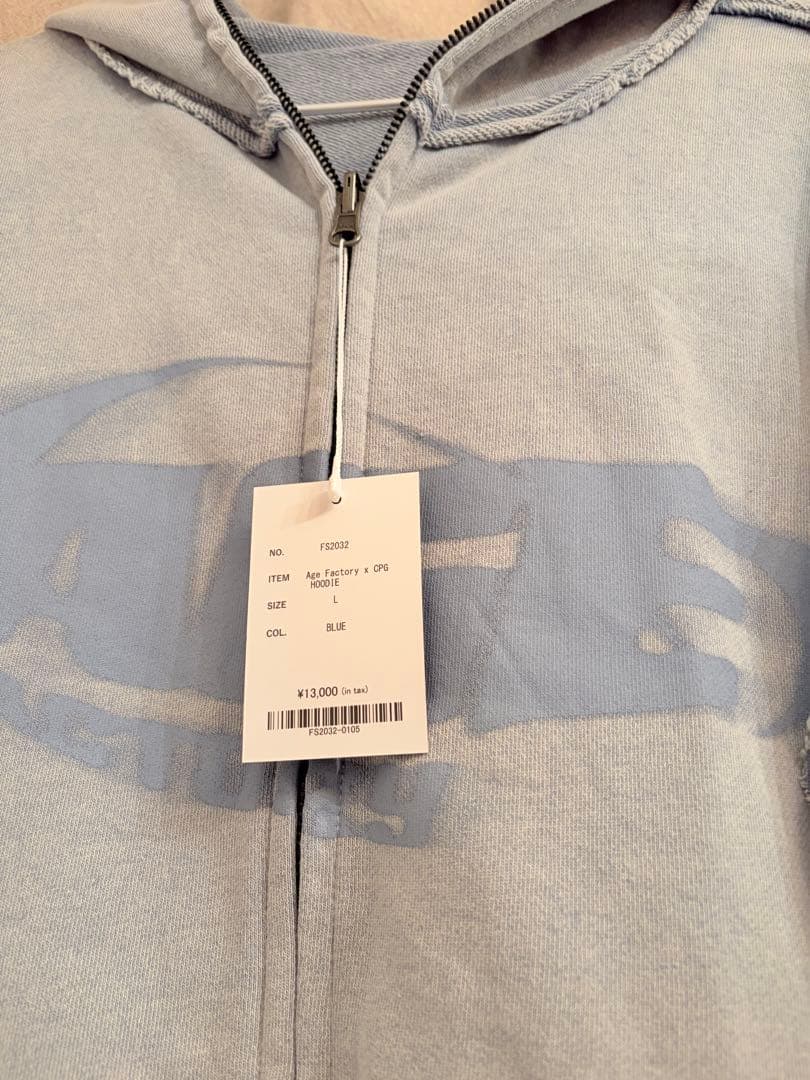 NO. FS2032
ITEM Age Factory x CPG
HOODIE
SIZE L
COL. BLUE
¥13,000 (in tax)
FS2032-0105